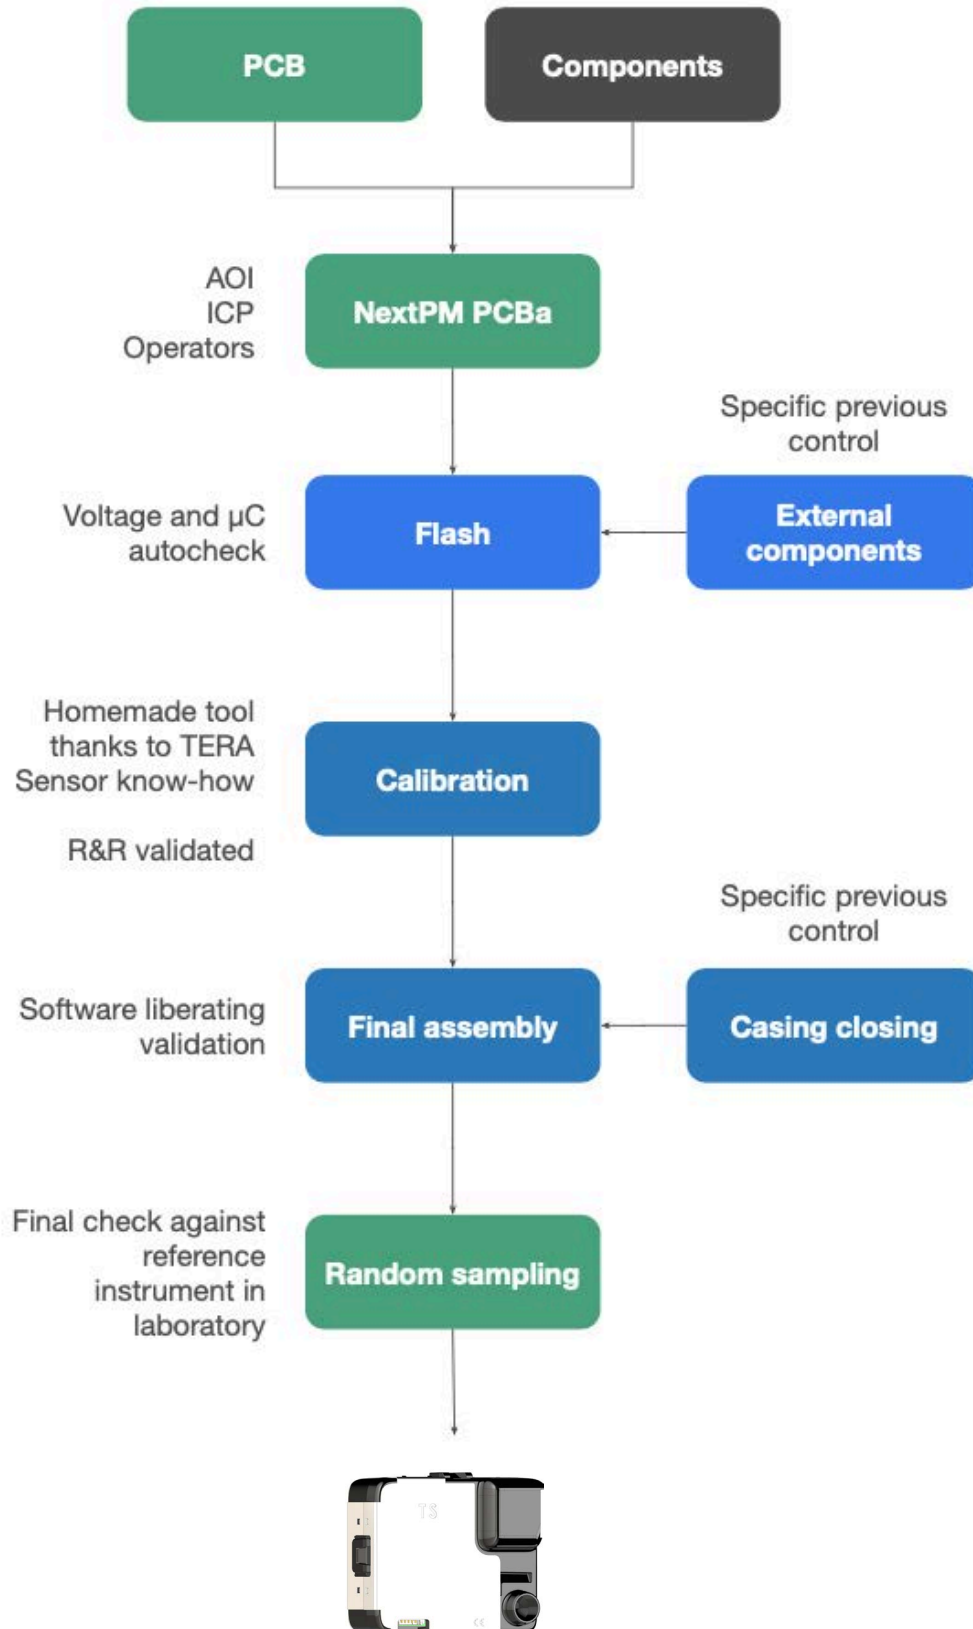 PCB
Components
AOI
ICP
Operators
NextPM PCBa
Specific previous
control
Voltage and µC
autocheck
Flash
External
components
Homemade tool
thanks to TERA
Sensor know-how
R&R validated
Calibration
Specific previous
control
Software liberating
validation
Final assembly
Casing closing
Final check against
reference
instrument in
laboratory
Random sampling
TS
CE